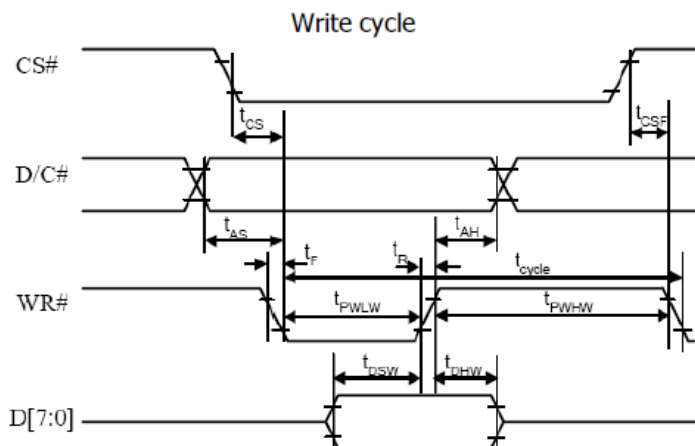 Write cycle
CS#
tCS
tCSF
D/C#
tAS
tAH
tF
tR
tcycle
WR#
tPWLW
tPWHW
tDSW
tDHW
D[7:0]